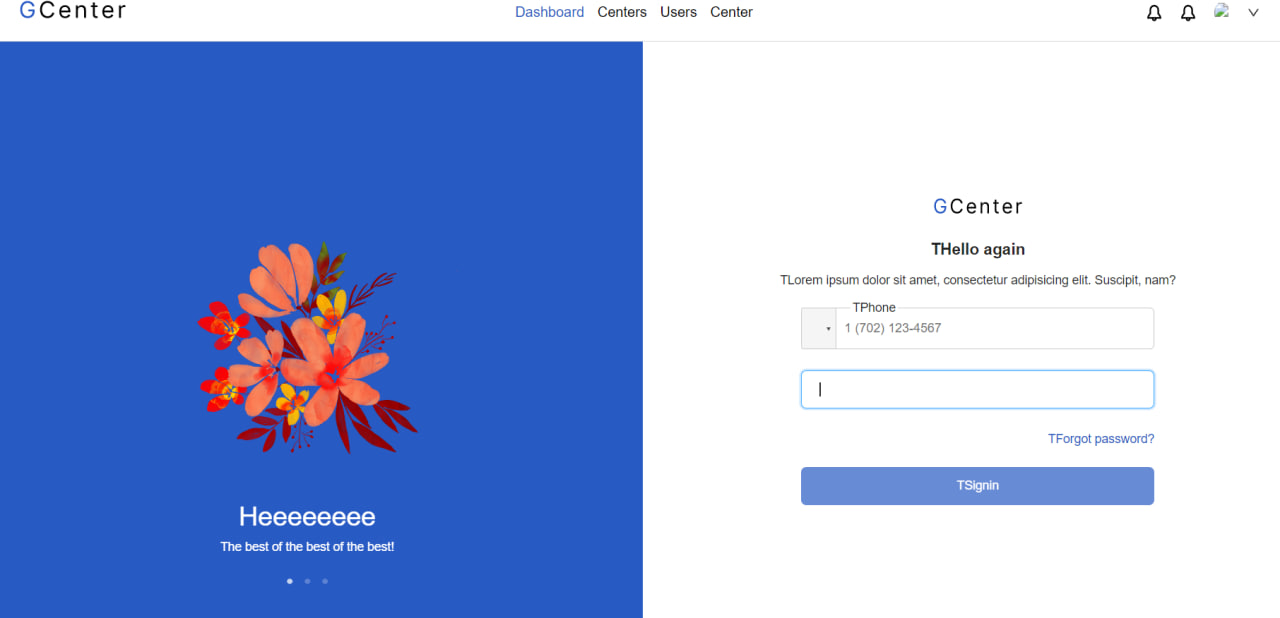 GCenter
Dashboard Centers Users Center
GCenter
THello again
TLorem ipsum dolor sit amet, consectetur adipisicing elit. Suscipit, nam?
TPhone
1 (702) 123-4567
TForgot password?
TSignin
Heeeeeeee
The best of the best of the best!